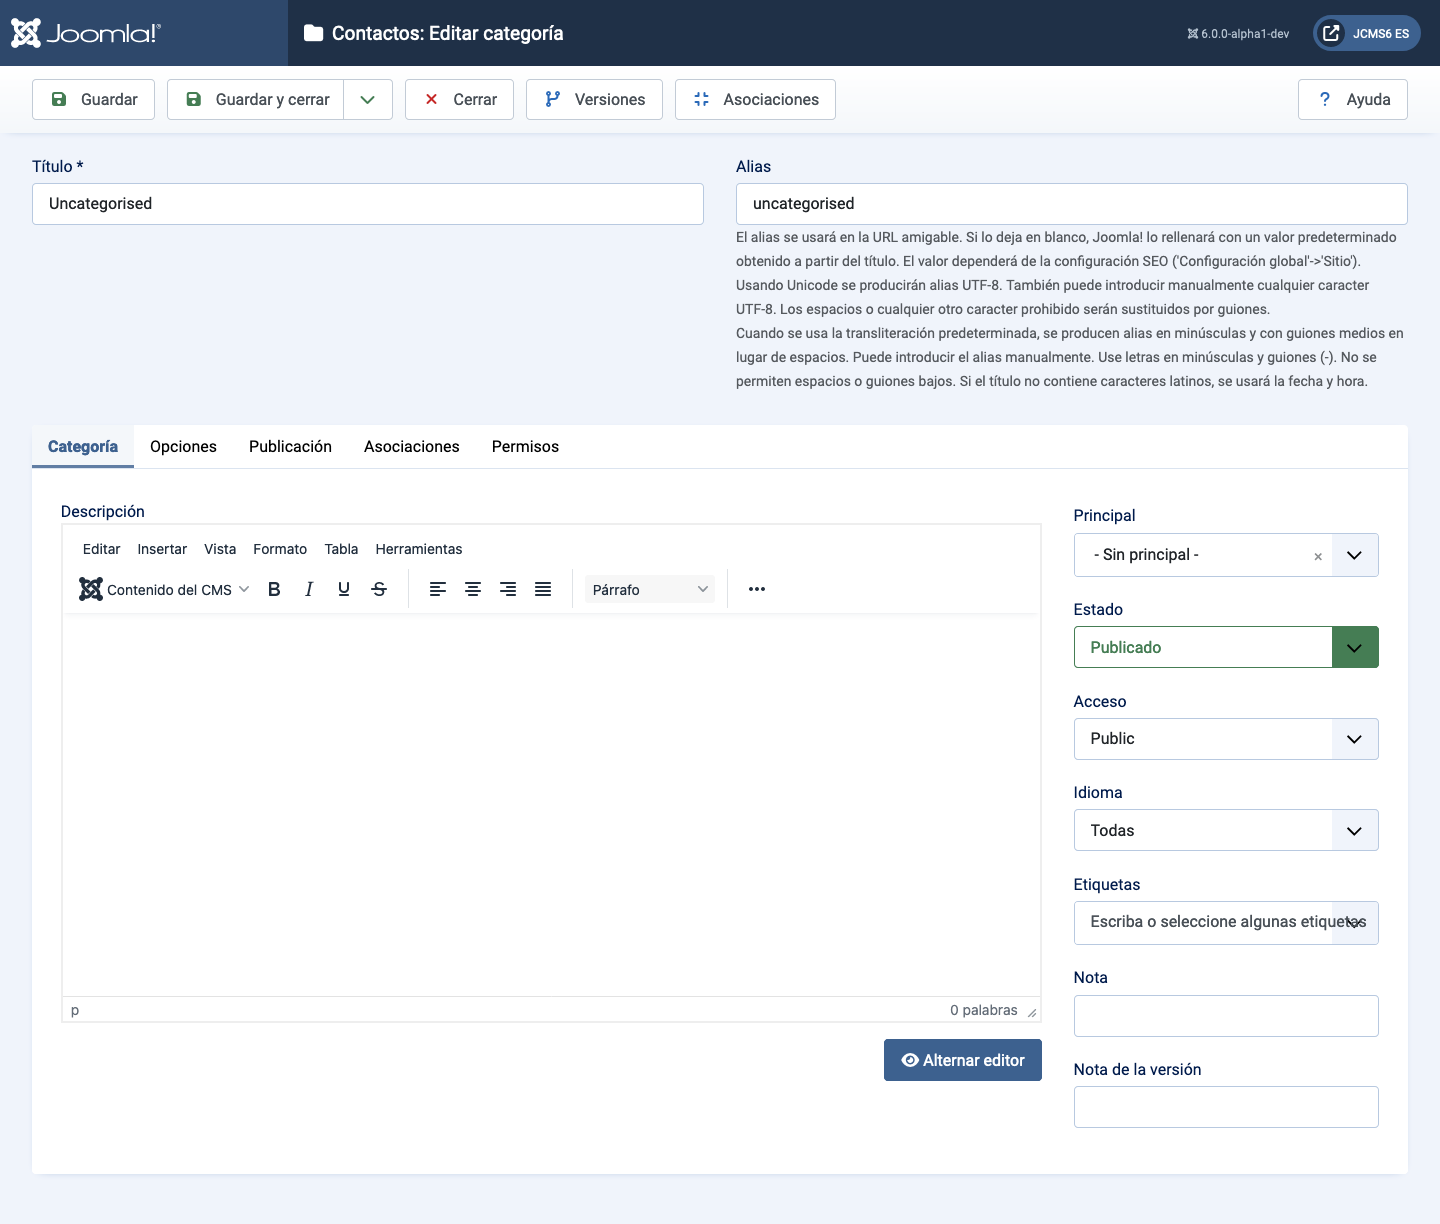 Joomla!®
Contactos: Editar categoría
6.0.0-alpha1-dev
JCMS6 ES
Guardar
Guardar y cerrar
Cerrar
Versiones
Asociaciones
? Ayuda
Título *
Alias
Uncategorised
uncategorised
El alias se usará en la URL amigable. Si lo deja en blanco, Joomla! lo rellenará con un valor predeterminado
obtenido a partir del título. El valor dependerá de la configuración SEO ('Configuración global'->'Sitio').
Usando Unicode se producirán alias UTF-8. También puede introducir manualmente cualquier caracter
UTF-8. Los espacios o cualquier otro caracter prohibido serán sustituidos por guiones.
Cuando se usa la transliteración predeterminada, se producen alias en minúsculas y con guiones medios en
lugar de espacios. Puede introducir el alias manualmente. Use letras en minúsculas y guiones (-). No se
permiten espacios o guiones bajos. Si el título no contiene caracteres latinos, se usará la fecha y hora.
Categoría
Opciones
Publicación
Asociaciones
Permisos
Descripción
Editar
Insertar
Vista
Formato
Tabla
Herramientas
Contenido del CMS
B
I
U
S
Párrafo
p
0 palabras
Alternar editor
Principal
- Sin principal -
×
Estado
Publicado
Acceso
Public
Idioma
Todas
Etiquetas
Escriba o seleccione algunas etiquetas
Nota
Nota de la versión